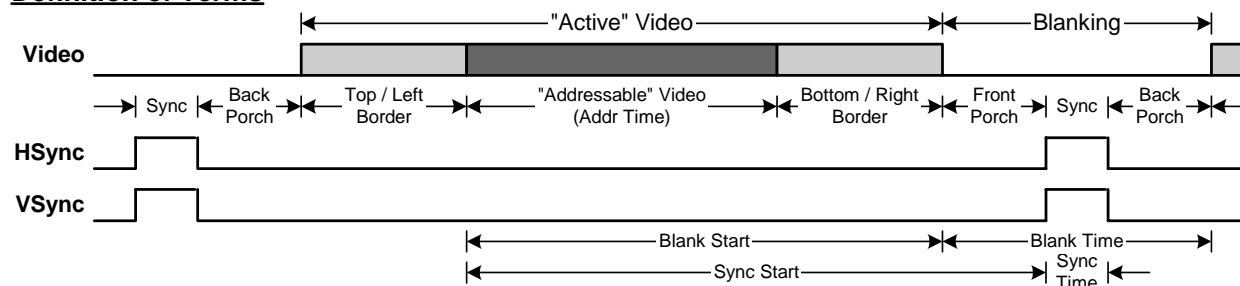 Definition of Terms
"Active" Video
Blanking
Video
Sync
Back
Porch
Top / Left
Border
"Addressable" Video
(Addr Time)
Bottom / Right
Border
Front
Porch
Sync
Back
Porch
HSync
VSync
Blank Start
Blank Time
Sync Start
Sync
Time